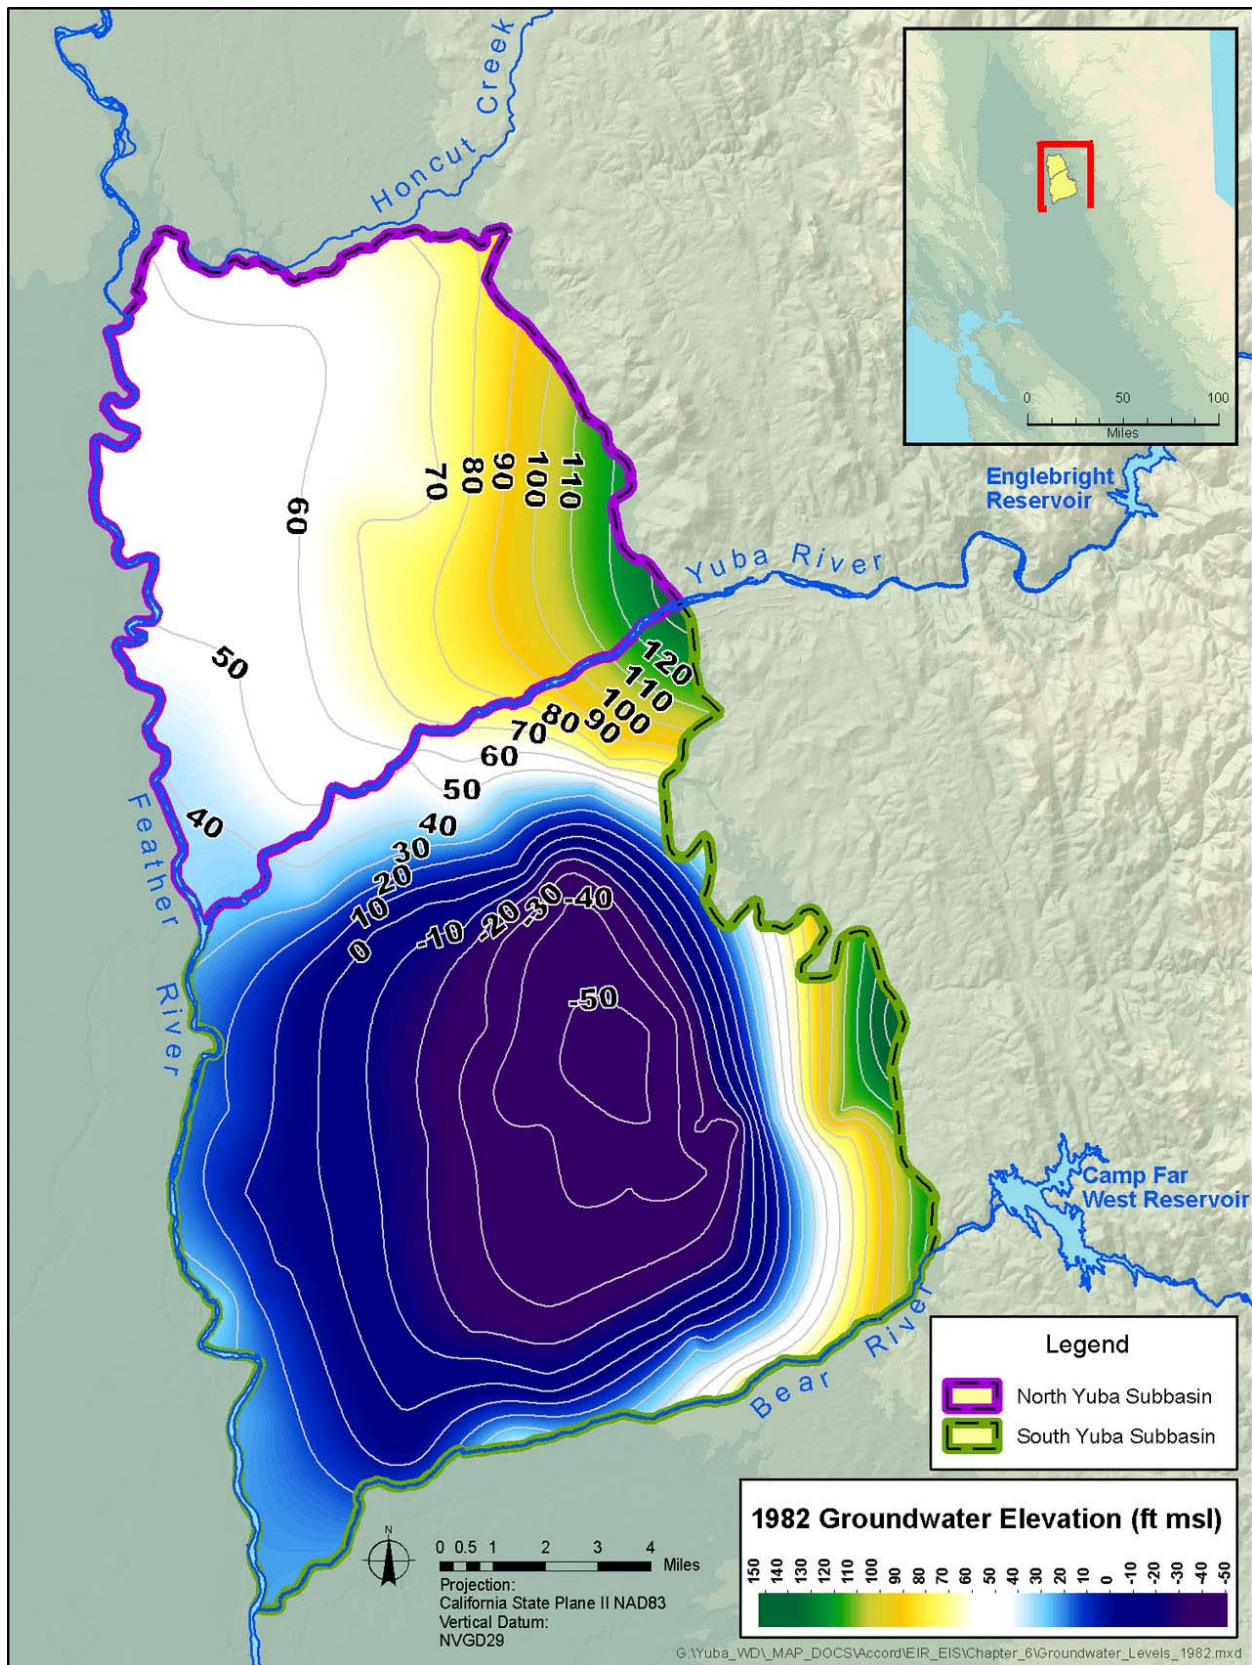 Honcut Creek
0 50 100
Miles
Englebright
Reservoir
Yuba River
70
80
90
100
110
60
50
120
110
100
90
80
70
60
50
40
40
30
20
10
0
-10
-20
-30
-40
-50
Feather River
Camp Far
West Reservoir
Bear River
Legend
North Yuba Subbasin
South Yuba Subbasin
1982 Groundwater Elevation (ft msl)
150 140 130 120 110 100 90 80 70 60 50 40 30 20 10 0 -10 -20 -30 -40 -50
N
0 0.5 1 2 3 4
Miles
Projection:
California State Plane II NAD83
Vertical Datum:
NVGD29
G:\Yuba_WD\_MAP_DOCS\Accord\EIR_EIS\Chapter_6\Groundwater_Levels_1982.mxd